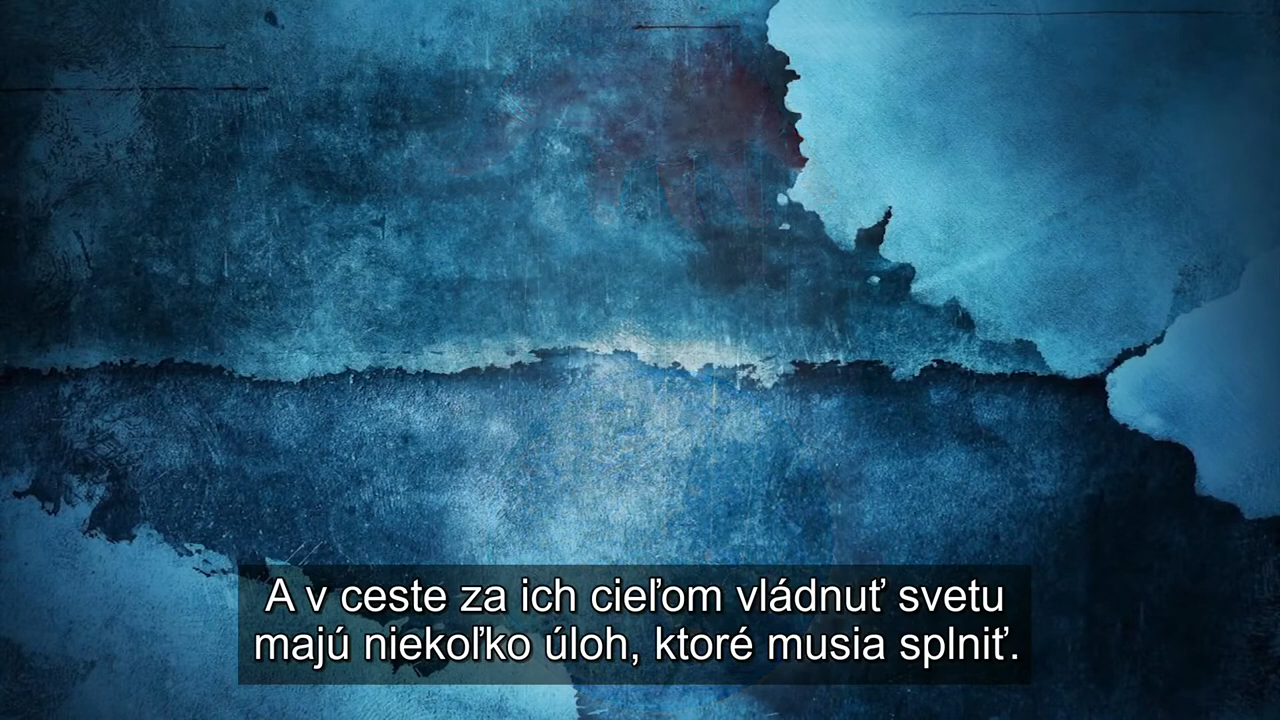 A v ceste za ich cieľom vládnuť svetu
majú niekoľko úloh, ktoré musia splniť.